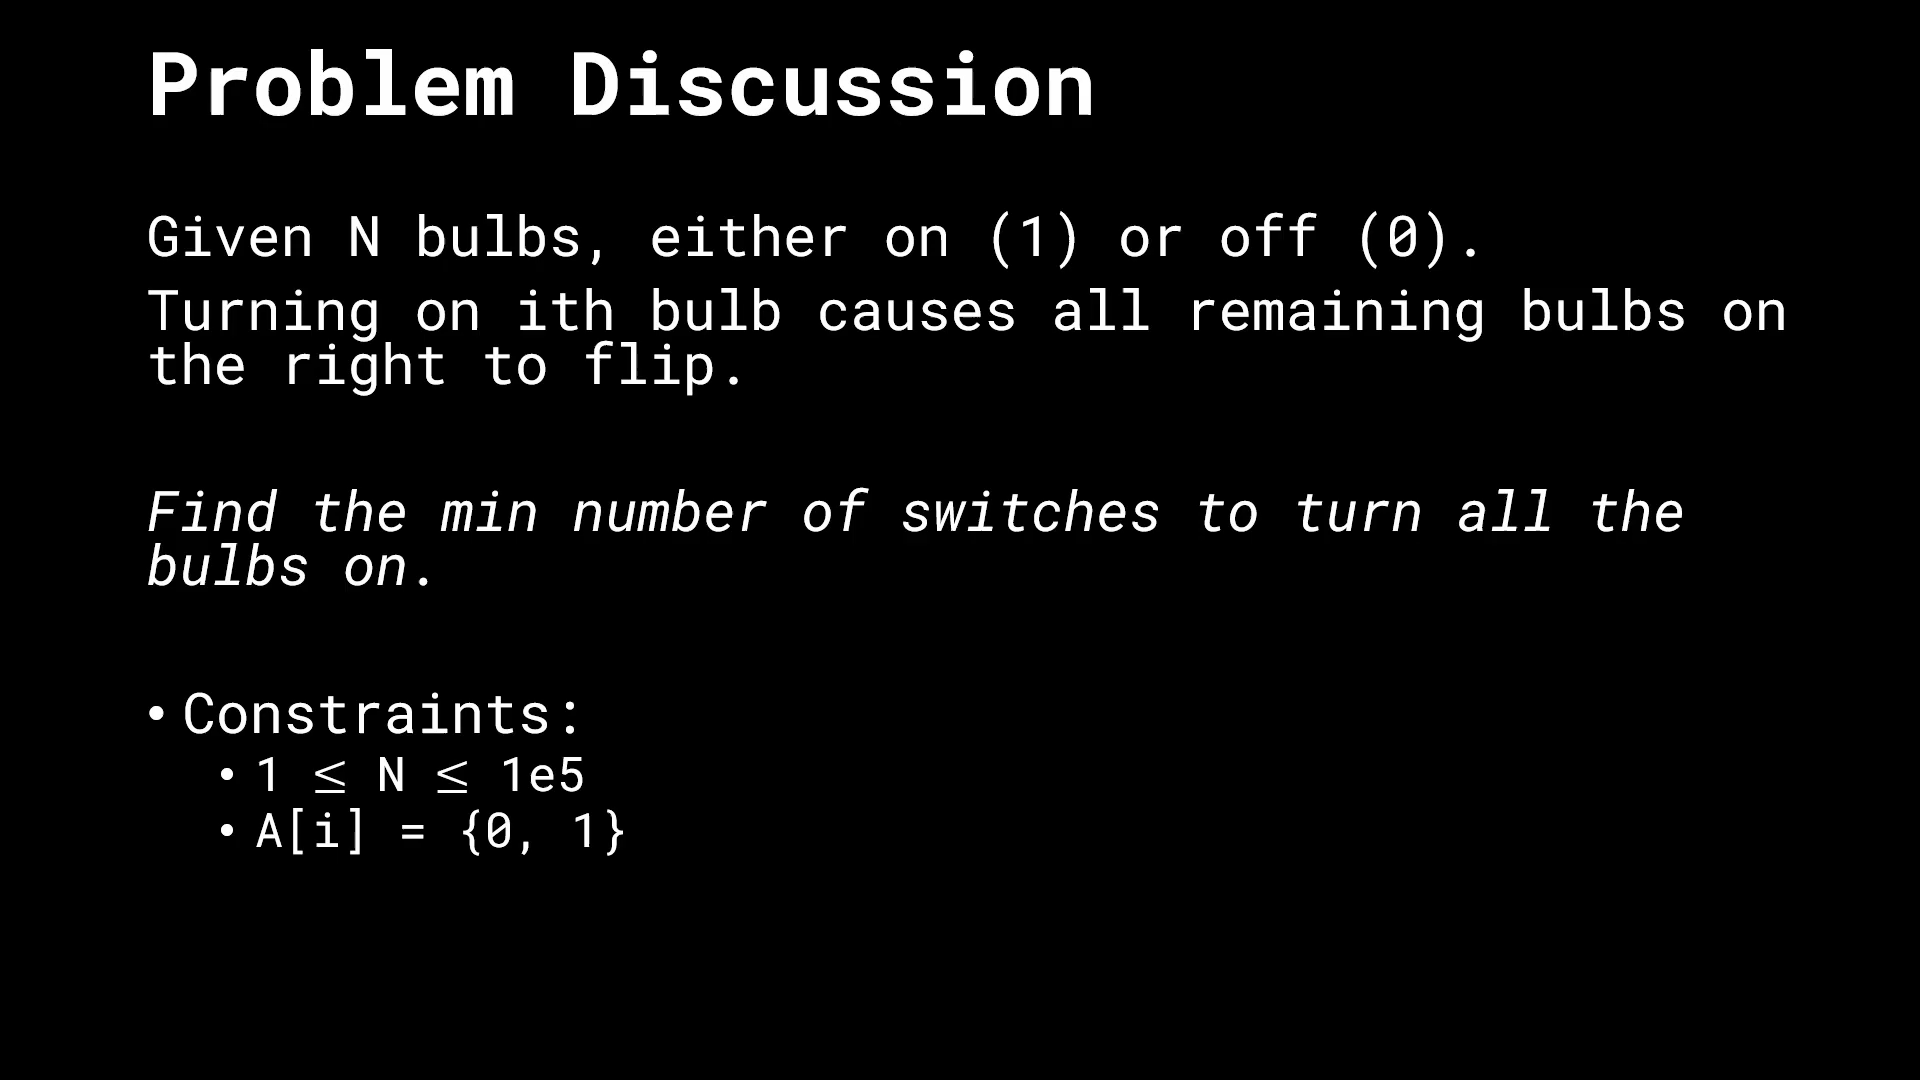 Problem Discussion
Given N bulbs, either on (1) or off (0).
Turning on ith bulb causes all remaining bulbs on
the right to flip.
Find the min number of switches to turn all the
bulbs on.
• Constraints:
• 1 ≤ N ≤ 1e5
• A[i] = {0, 1}